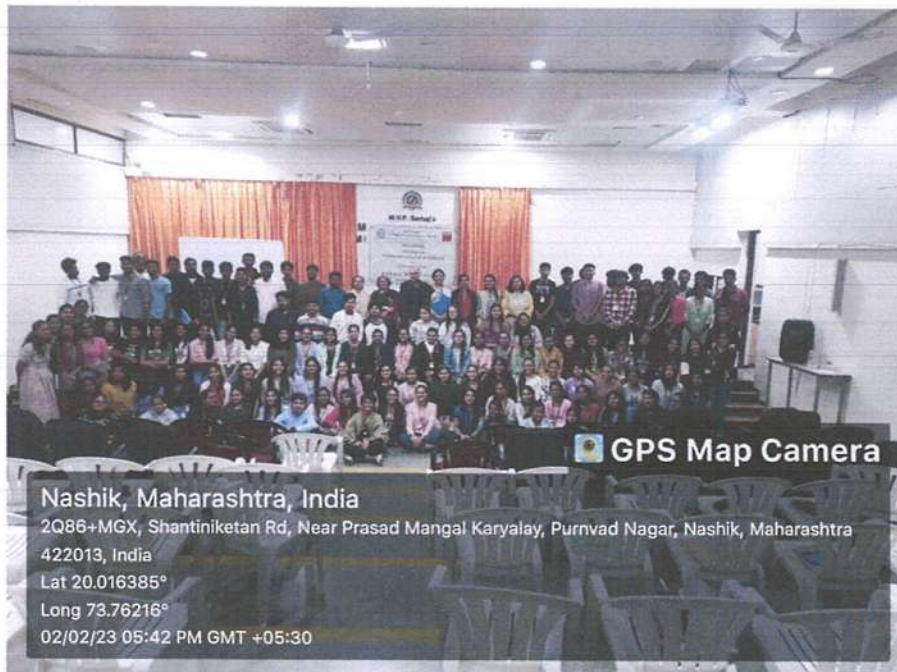 M.V.P. Samaj's
GPS Map Camera
Nashik, Maharashtra, India
2Q86+MGX, Shantiniketan Rd, Near Prasad Mangal Karyalay, Purnvad Nagar, Nashik, Maharashtra
422013, India
Lat 20.016385°
Long 73.76216°
02/02/23 05:42 PM GMT +05:30